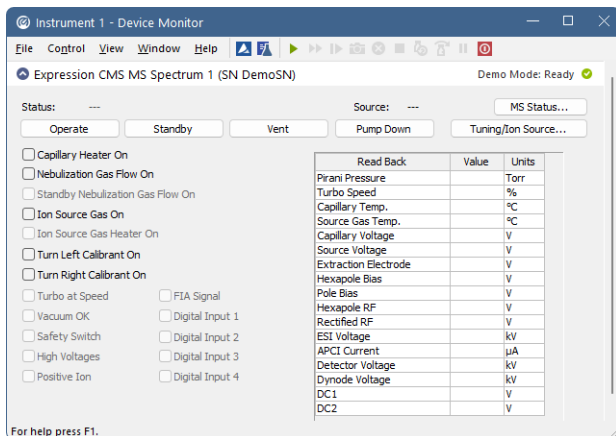 Instrument 1 - Device Monitor
File Control View Window Help
Expression CMS MS Spectrum 1 (SN DemoSN) Demo Mode: Ready
Status: --- Source: --- MS Status...
Operate Standby Vent Pump Down Tuning/Ion Source...
Capillary Heater On
Nebulization Gas Flow On
Standby Nebulization Gas Flow On
Ion Source Gas On
Ion Source Gas Heater On
Turn Left Calibrant On
Turn Right Calibrant On
Turbo at Speed FIA Signal
Vacuum OK Digital Input 1
Safety Switch Digital Input 2
High Voltages Digital Input 3
Positive Ion Digital Input 4
Read Back Value Units
Pirani Pressure Torr
Turbo Speed %
Capillary Temp. °C
Source Gas Temp. °C
Capillary Voltage V
Source Voltage V
Extraction Electrode V
Hexapole Bias V
Pole Bias V
Hexapole RF V
Rectified RF V
ESI Voltage kV
APCI Current µA
Detector Voltage kV
Dynode Voltage kV
DC1 V
DC2 V
For help press F1.